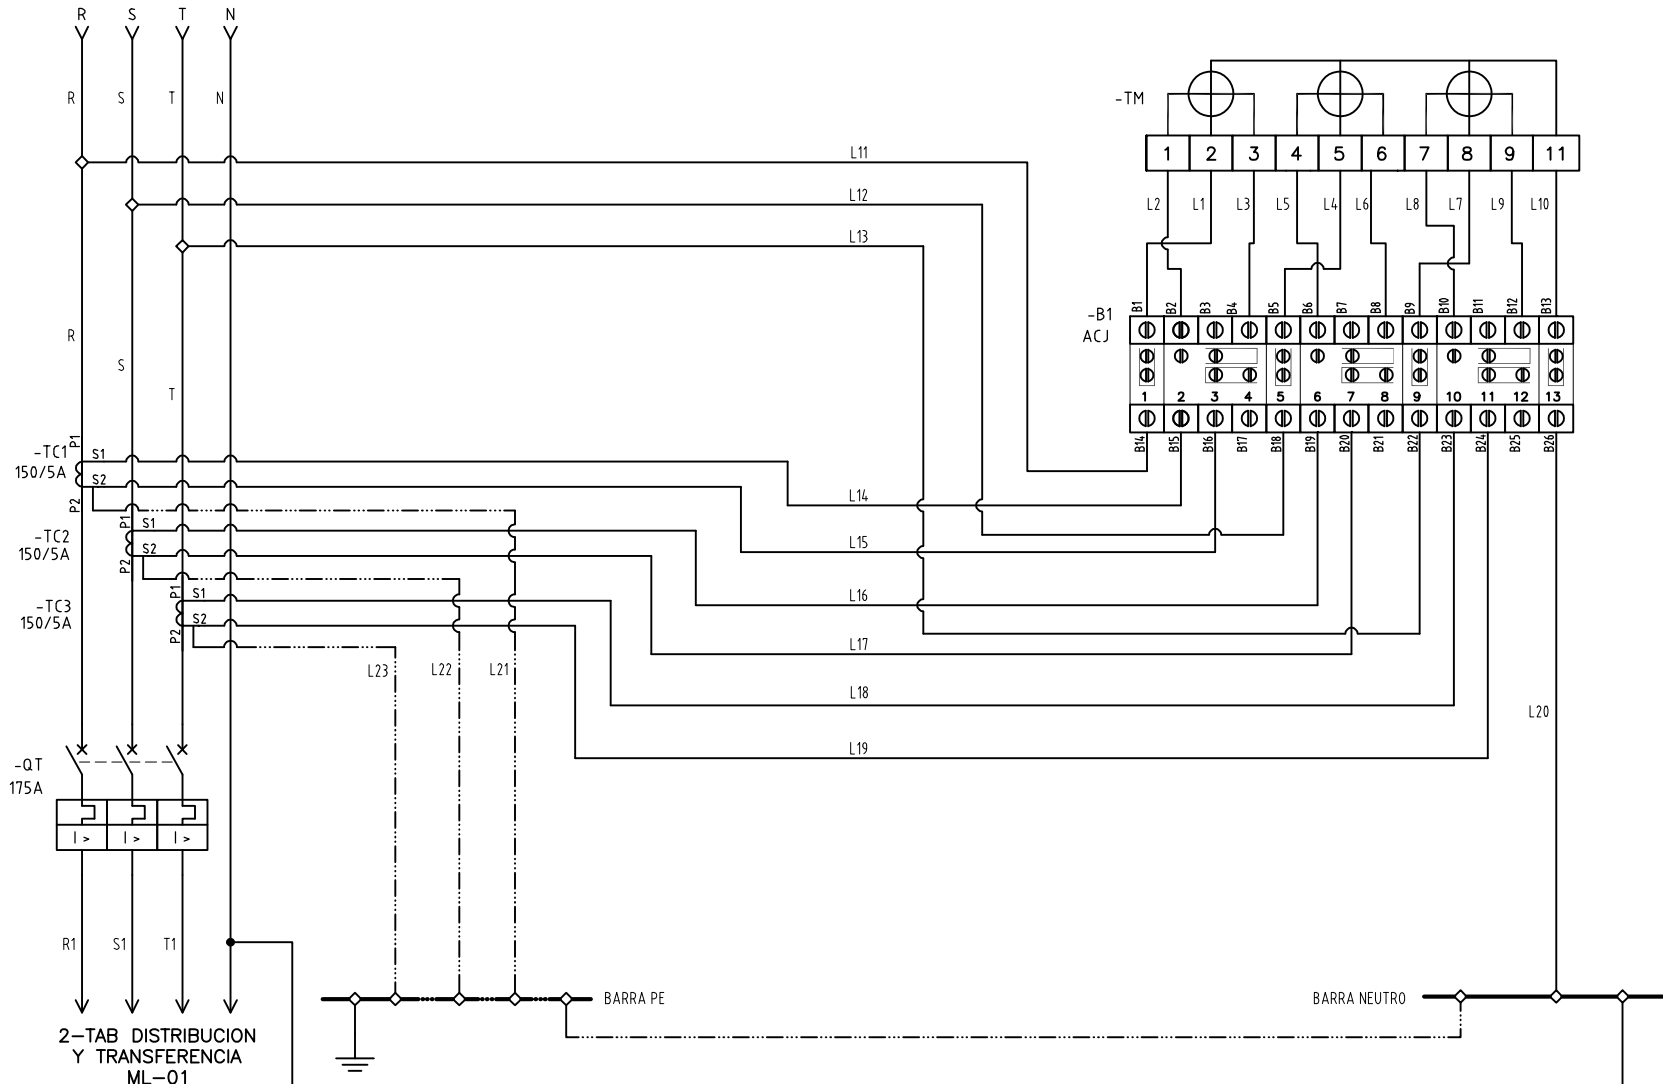 R S T N
R S T N
-TM
1 2 3 4 5 6 7 8 9 11
L11
L12
L13
L2 L1 L3 L5 L4 L6 L8 L7 L9 L10
-B1
ACJ
B1 B2 B3 B4 B5 B6 B7 B8 B9 B10 B11 B12 B13
1 2 3 4 5 6 7 8 9 10 11 12 13
B14 B15 B16 B17 B18 B19 B20 B21 B22 B23 B24 B25 B26
R
S
T
-TC1
150/5A
P1
P2
S1
S2
-TC2
150/5A
P1
P2
S1
S2
-TC3
150/5A
P1
P2
S1
S2
L14
L15
L16
L17
L18
L19
L20
L23 L22 L21
-QT
175A
I > I > I >
R1 S1 T1
BARRA PE
BARRA NEUTRO
2-TAB DISTRIBUCION
Y TRANSFERENCIA
ML-01